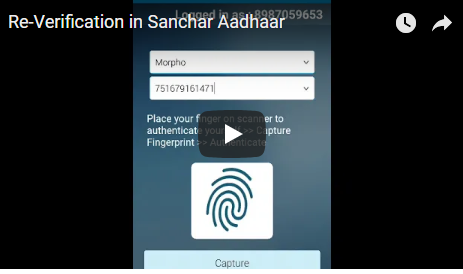 Re-Verification in Sanchar Aadhaar
Logged in as : 8987059653
Morpho
751679161471
Place your finger on scanner to
authenticate your >> Capture
Fingerprint >> Authenticate
Capture